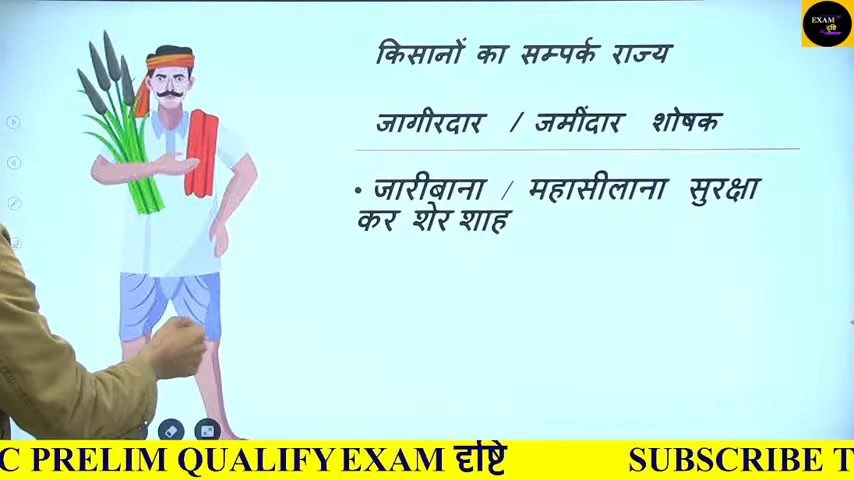 EXAM
दृष्टि
किसानों का सम्पर्क राज्य
जागीरदार / जमींदार शोषक
• जारीबाना / महासीलाना सुरक्षा
कर शेर शाह
C PRELIM QUALIFY EXAM दृष्टि SUBSCRIBE T